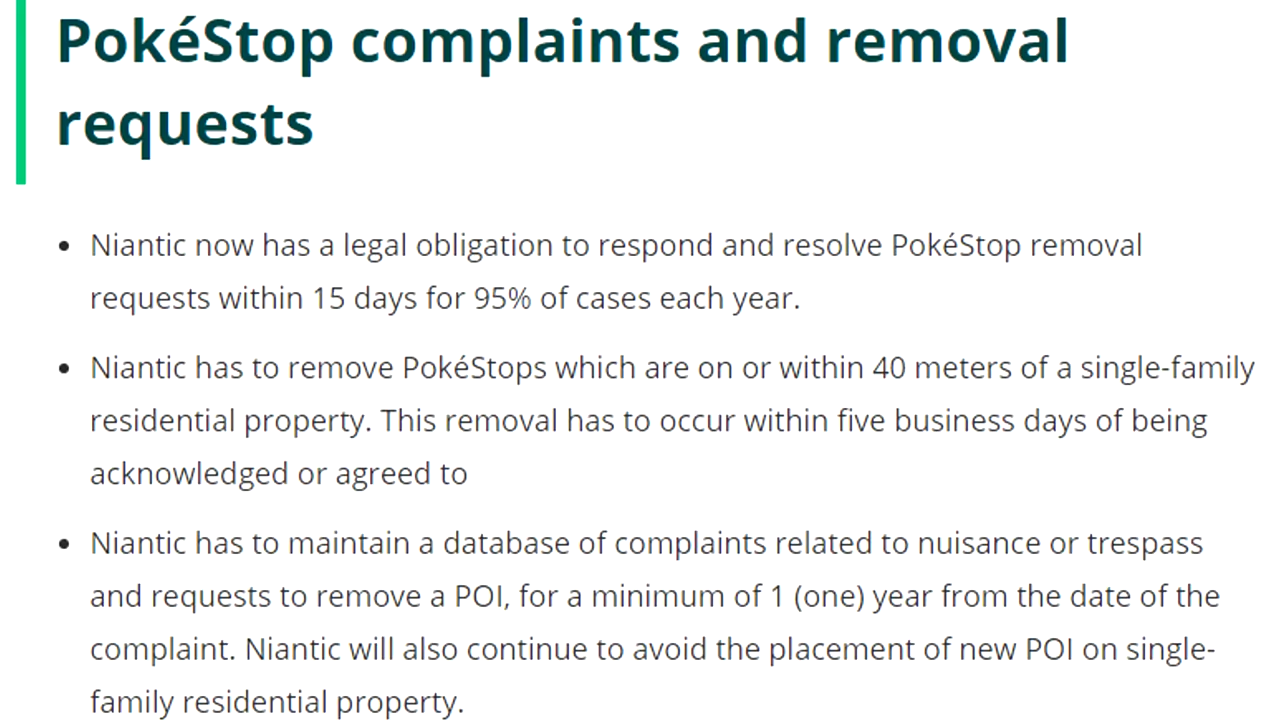 PokéStop complaints and removal
requests
• Niantic now has a legal obligation to respond and resolve PokéStop removal
requests within 15 days for 95% of cases each year.
• Niantic has to remove PokéStops which are on or within 40 meters of a single-family
residential property. This removal has to occur within five business days of being
acknowledged or agreed to
• Niantic has to maintain a database of complaints related to nuisance or trespass
and requests to remove a POI, for a minimum of 1 (one) year from the date of the
complaint. Niantic will also continue to avoid the placement of new POI on single-
family residential property.